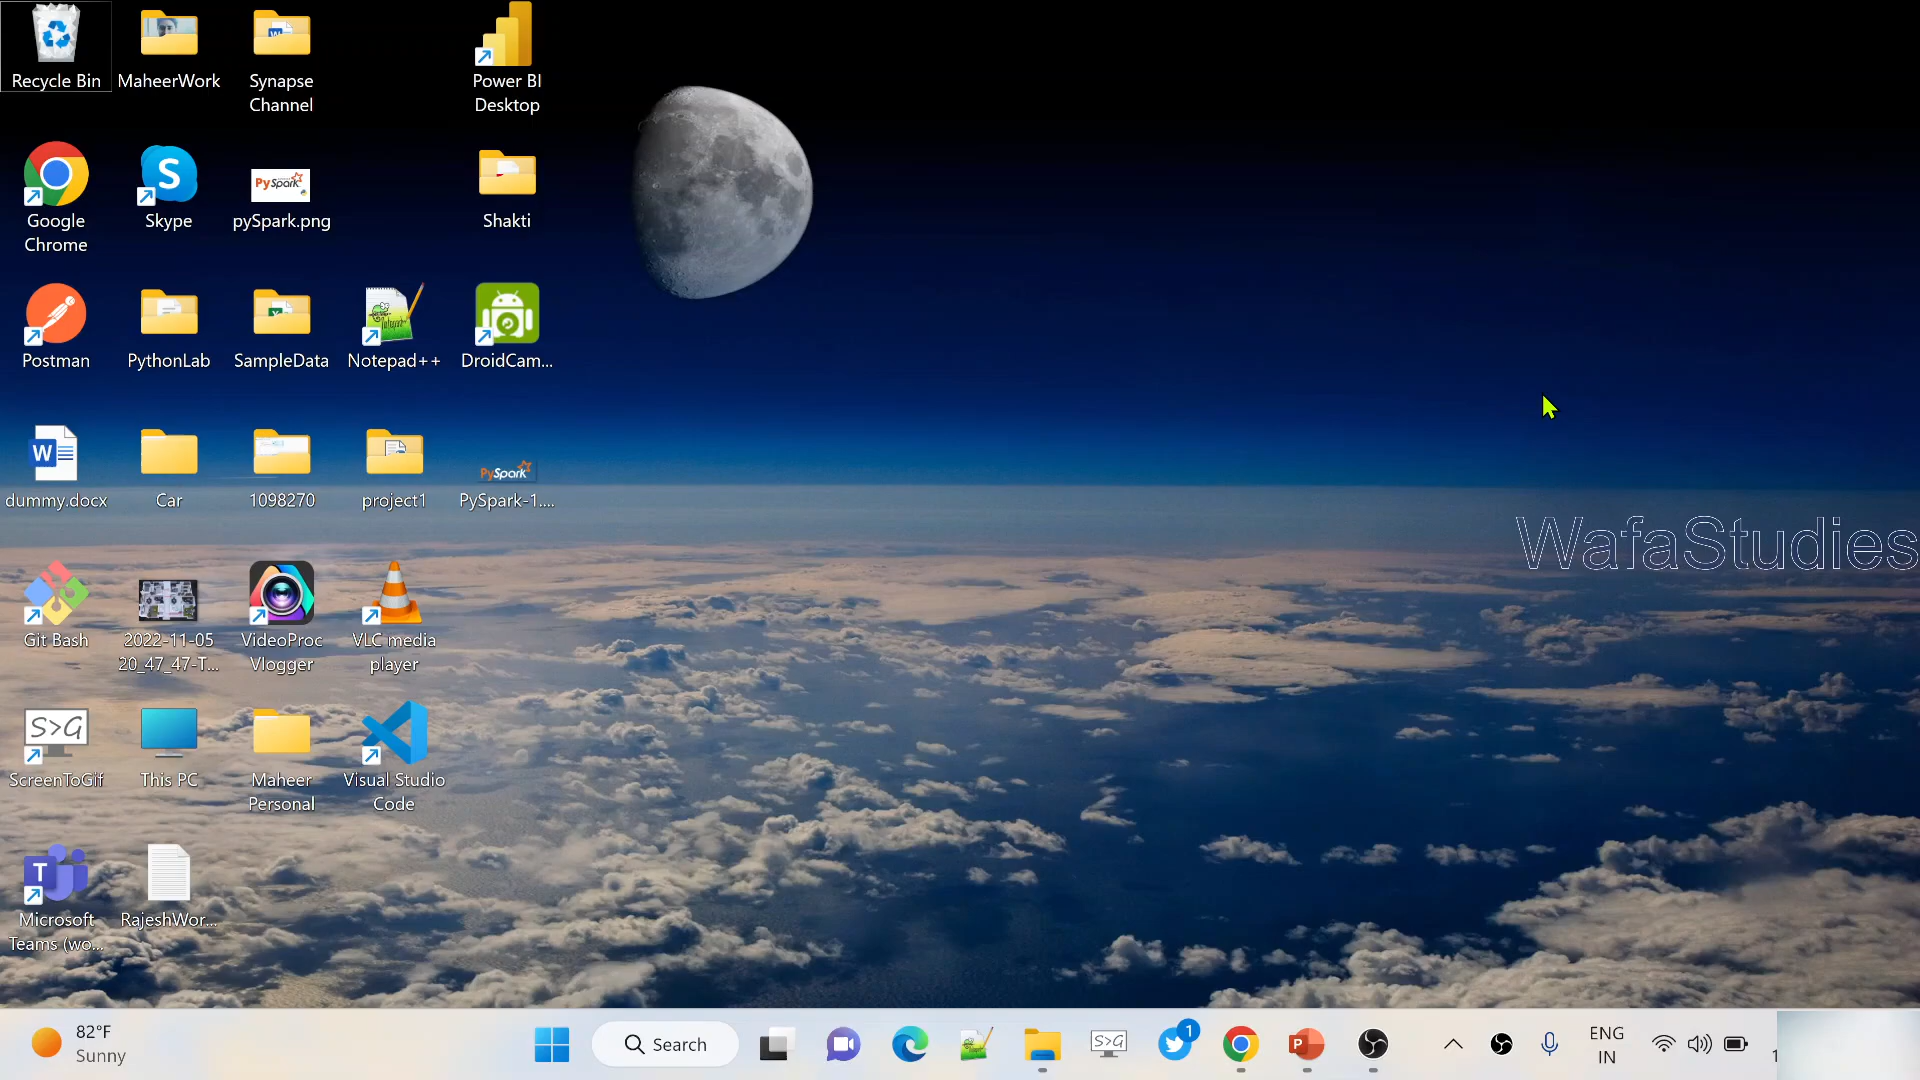 Recycle Bin
MaheerWork
Synapse
Channel
Power BI
Desktop
Google
Chrome
Skype
PySpark
pySpark.png
Shakti
Postman
PythonLab
SampleData
Notepad++
DroidCam...
dummy.docx
Car
1098270
project1
PySpark
PySpark-1....
WafaStudies
Git Bash
2022-11-05
20_47_47-T...
VideoProc
Vlogger
VLC media
player
S>G
ScreenToGif
This PC
Maheer
Personal
Visual Studio
Code
Microsoft
Teams (wo...
RajeshWor...
82°F
Sunny
Search
S>G
1
ENG
IN